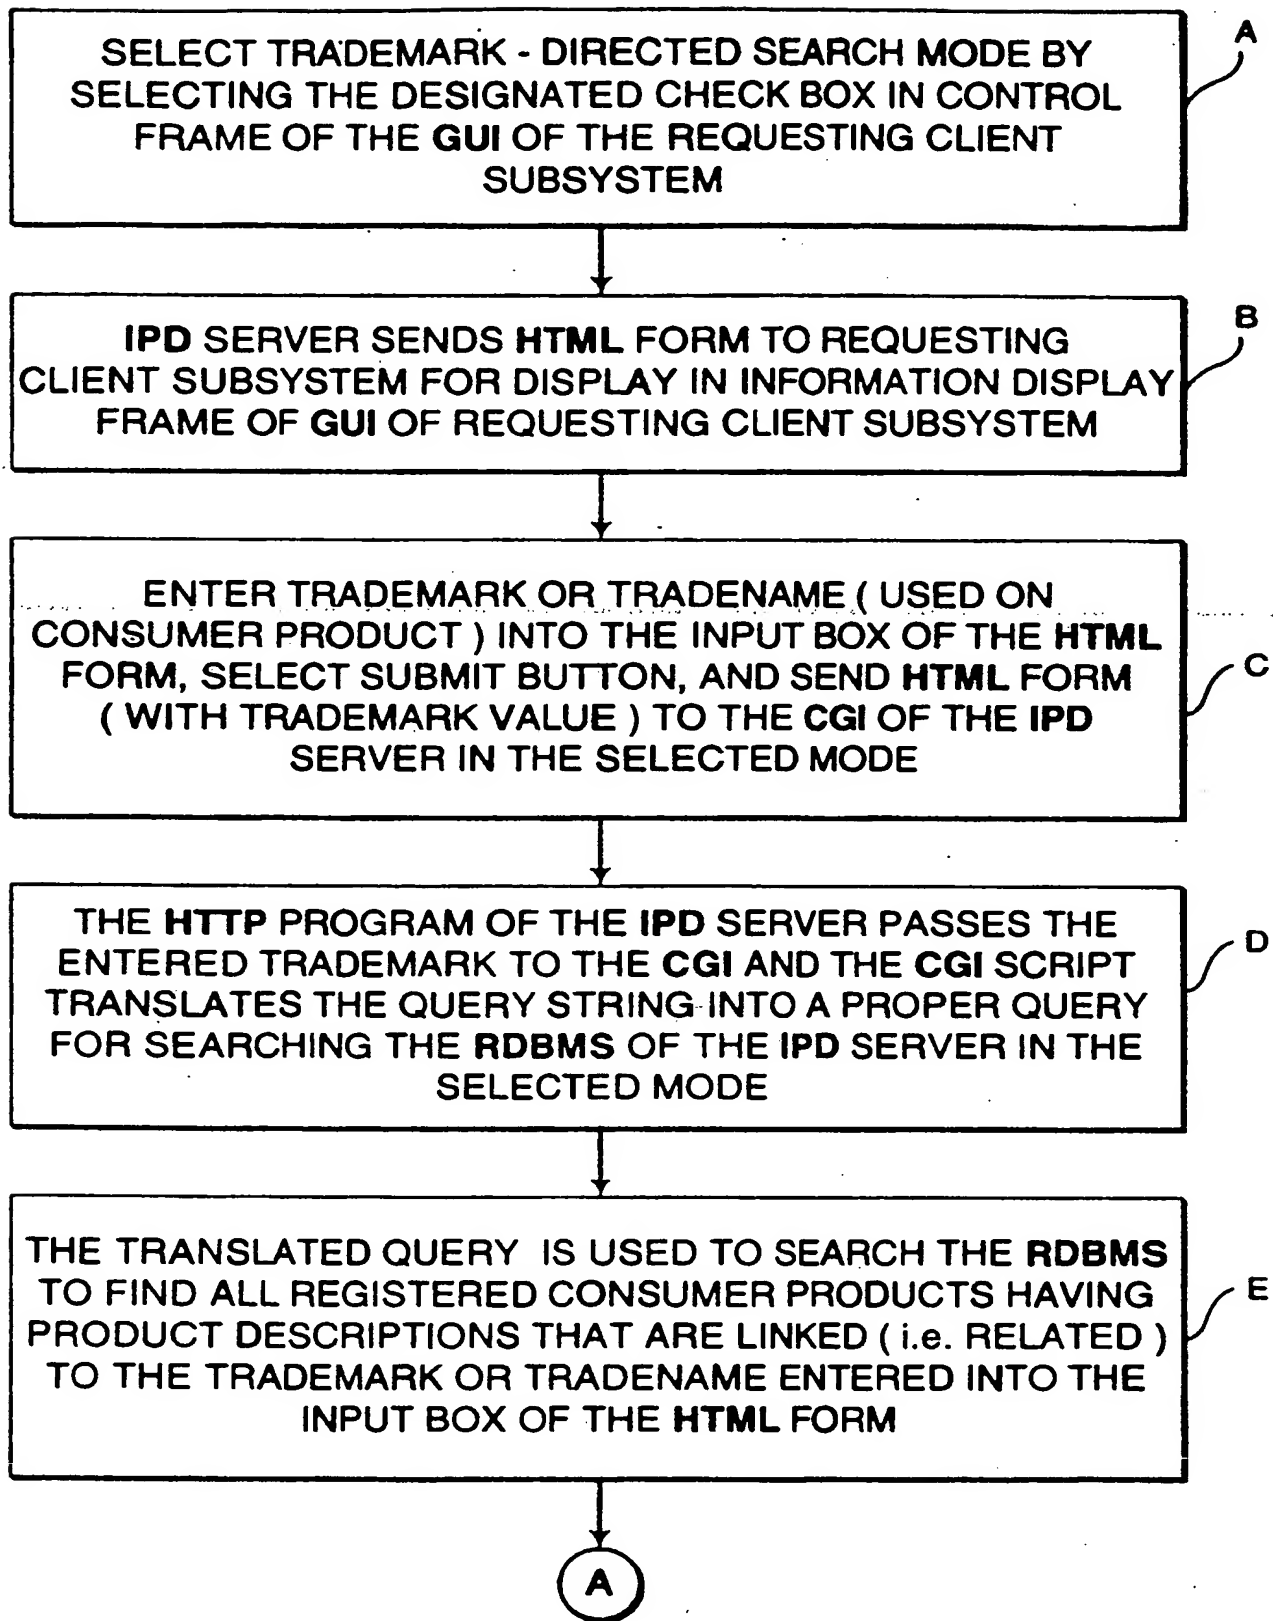 SELECT TRADEMARK - DIRECTED SEARCH MODE BY
SELECTING THE DESIGNATED CHECK BOX IN CONTROL
FRAME OF THE GUI OF THE REQUESTING CLIENT
SUBSYSTEM
A
IPD SERVER SENDS HTML FORM TO REQUESTING
CLIENT SUBSYSTEM FOR DISPLAY IN INFORMATION DISPLAY
FRAME OF GUI OF REQUESTING CLIENT SUBSYSTEM
B
ENTER TRADEMARK OR TRADENAME ( USED ON
CONSUMER PRODUCT ) INTO THE INPUT BOX OF THE HTML
FORM, SELECT SUBMIT BUTTON, AND SEND HTML FORM
( WITH TRADEMARK VALUE ) TO THE CGI OF THE IPD
SERVER IN THE SELECTED MODE
C
THE HTTP PROGRAM OF THE IPD SERVER PASSES THE
ENTERED TRADEMARK TO THE CGI AND THE CGI SCRIPT
TRANSLATES THE QUERY STRING INTO A PROPER QUERY
FOR SEARCHING THE RDBMS OF THE IPD SERVER IN THE
SELECTED MODE
D
THE TRANSLATED QUERY IS USED TO SEARCH THE RDBMS
TO FIND ALL REGISTERED CONSUMER PRODUCTS HAVING
PRODUCT DESCRIPTIONS THAT ARE LINKED ( i.e. RELATED )
TO THE TRADEMARK OR TRADENAME ENTERED INTO THE
INPUT BOX OF THE HTML FORM
E
A